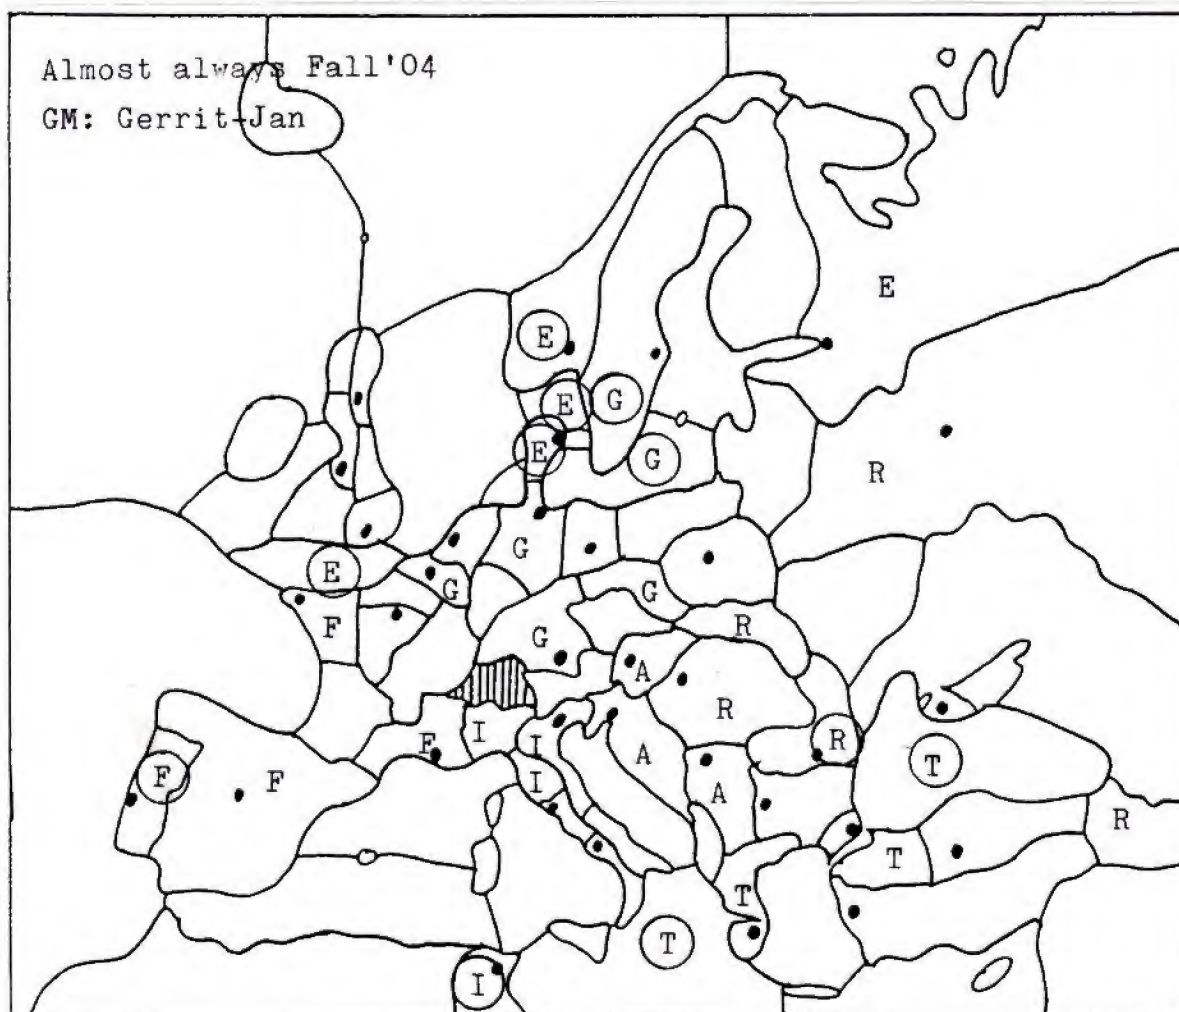 Almost always Fall'04
GM: Gerrit-Jan
E
E
E G
E G
R
G
E G G
F G R
A
F I I R R
F F A T
I A R
T T
T
I